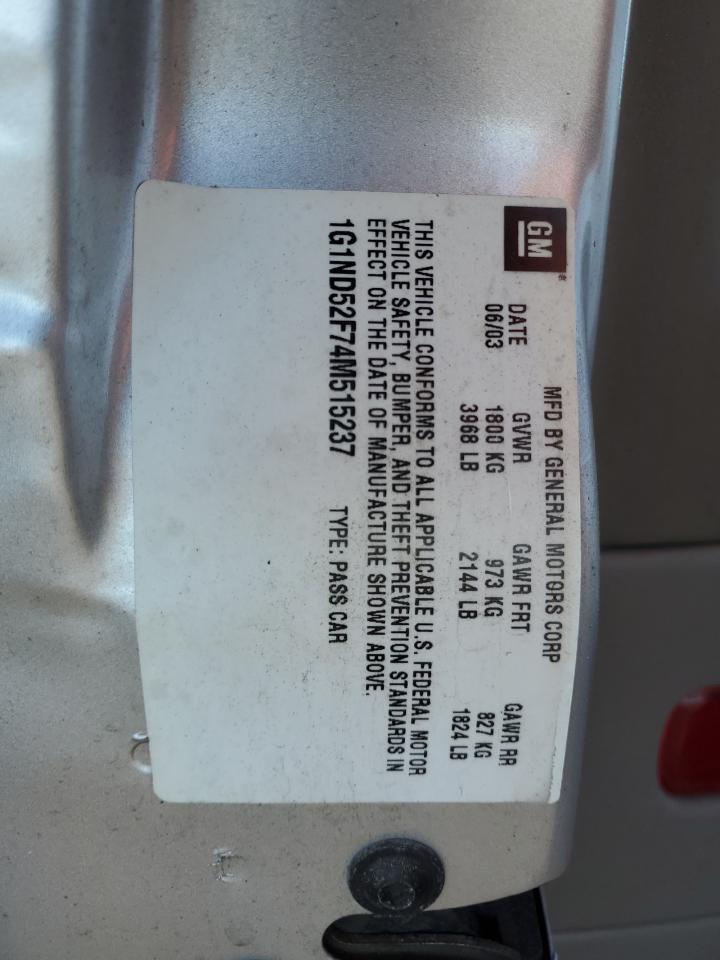 GM
MFD BY GENERAL MOTORS CORP
DATE GVWR GAWR FRT GAWR RR
06/03 1800 KG 973 KG 827 KG
3968 LB 2144 LB 1824 LB
THIS VEHICLE CONFORMS TO ALL APPLICABLE U.S. FEDERAL MOTOR
VEHICLE SAFETY, BUMPER, AND THEFT PREVENTION STANDARDS IN
EFFECT ON THE DATE OF MANUFACTURE SHOWN ABOVE.
1G1ND52F74M515237 TYPE: PASS CAR